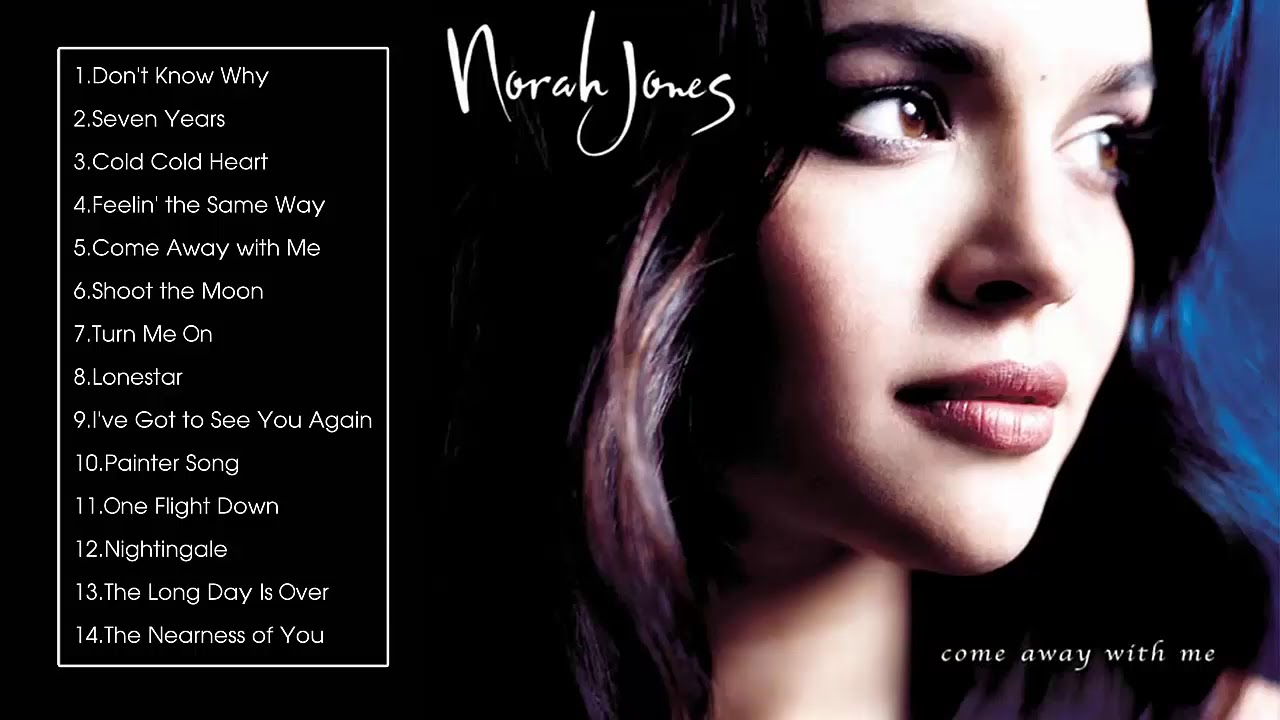 1.Don't Know Why
2.Seven Years
3.Cold Cold Heart
4.Feelin' the Same Way
5.Come Away with Me
6.Shoot the Moon
7.Turn Me On
8.Lonestar
9.I've Got to See You Again
10.Painter Song
11.One Flight Down
12.Nightingale
13.The Long Day Is Over
14.The Nearness of You
Norah Jones
come away with me